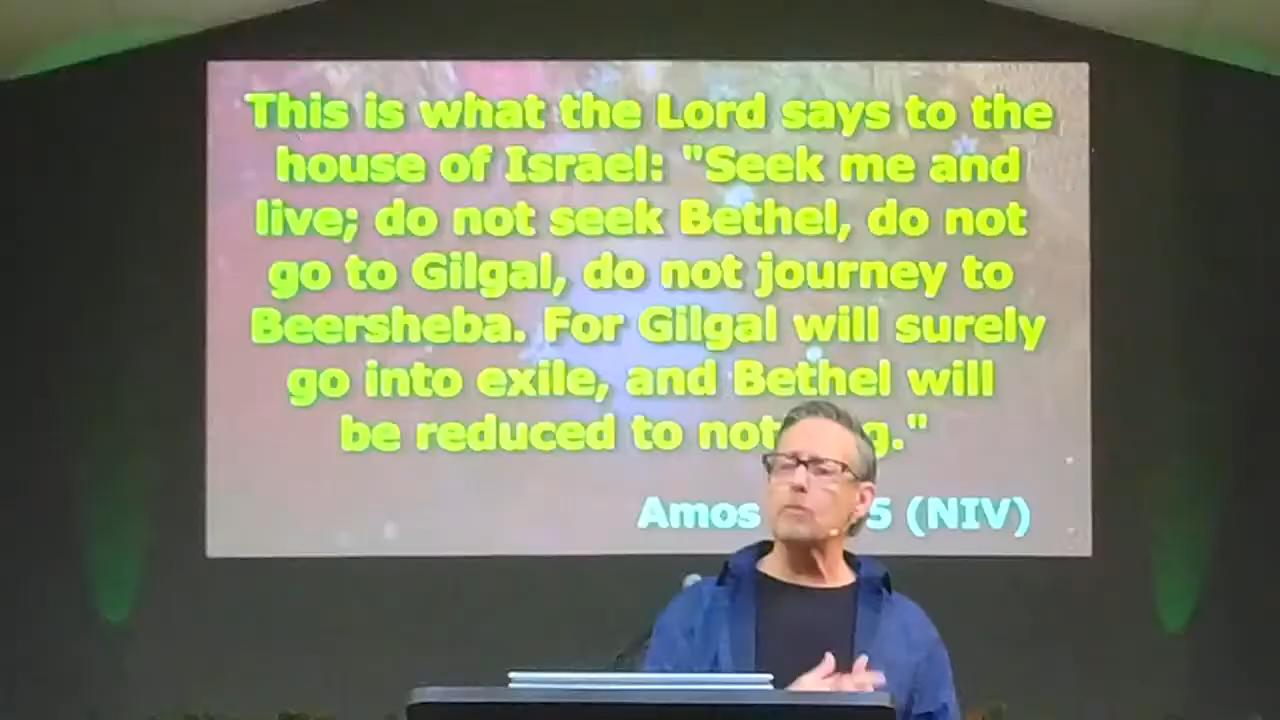 This is what the Lord says to the
house of Israel: "Seek me and
live; do not seek Bethel, do not
go to Gilgal, do not journey to
Beersheba. For Gilgal will surely
go into exile, and Bethel will
be reduced to not g."
Amos 5 (NIV)